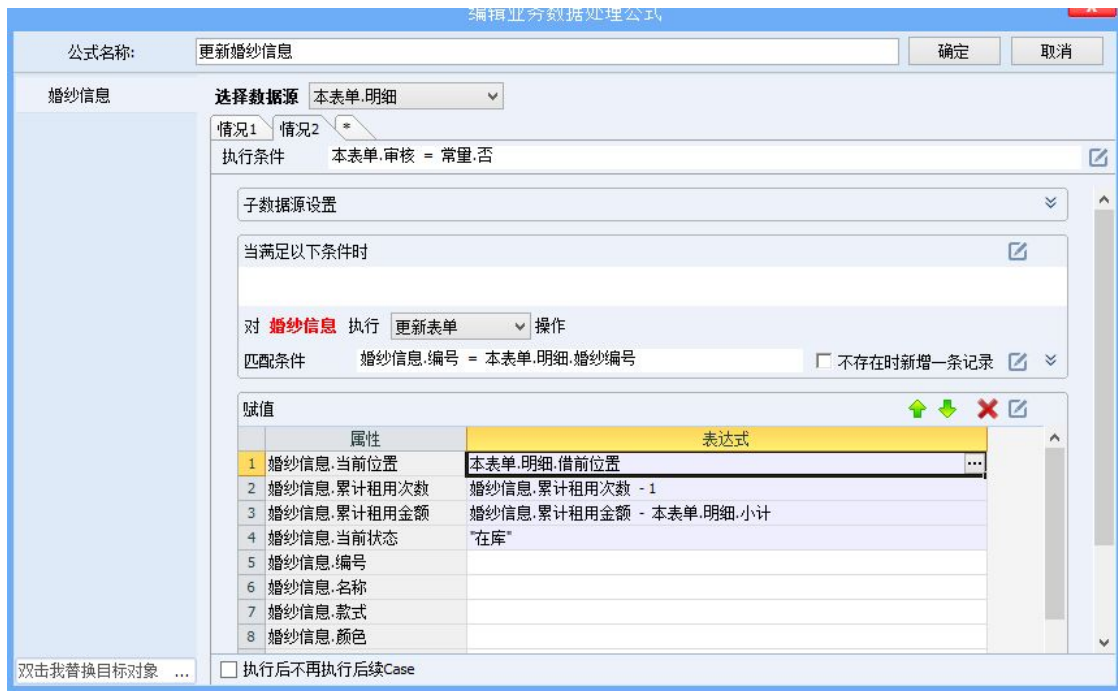 编辑业务数据处理公式
公式名称: 更新婚纱信息 确定 取消
婚纱信息
选择数据源 本表单.明细
情况1 情况2 *
执行条件 本表单.审核 = 常量.否
子数据源设置
当满足以下条件时
对 婚纱信息 执行 更新表单 操作
匹配条件 婚纱信息.编号 = 本表单.明细.婚纱编号 不存在时新增一条记录
赋值
属性 表达式
1 婚纱信息.当前位置 本表单.明细.借前位置 ...
2 婚纱信息.累计租用次数 婚纱信息.累计租用次数 - 1
3 婚纱信息.累计租用金额 婚纱信息.累计租用金额 - 本表单.明细.小计
4 婚纱信息.当前状态 "在库"
5 婚纱信息.编号
6 婚纱信息.名称
7 婚纱信息.款式
8 婚纱信息.颜色
双击我替换目标对象 ... 执行后不再执行后续Case